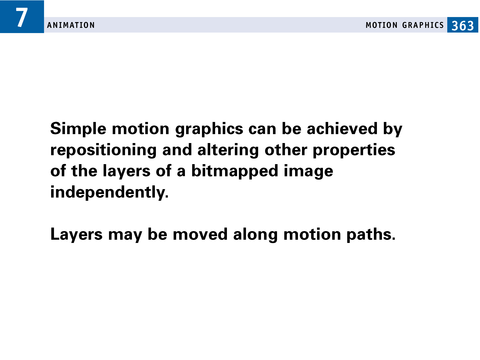 7
ANIMATION
MOTION GRAPHICS 363
Simple motion graphics can be achieved by
repositioning and altering other properties
of the layers of a bitmapped image
independently.
Layers may be moved along motion paths.